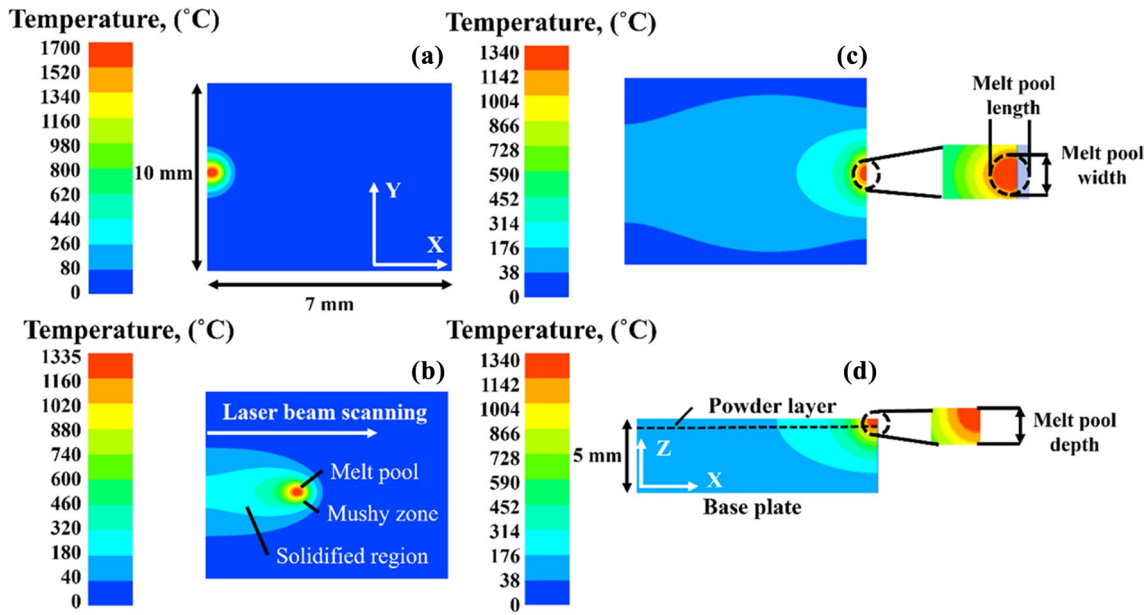 Temperature, (˚C)
1700
1520
1340
1160
980
800
620
440
260
80
0
(a)
10 mm
Y
X
7 mm
Temperature, (˚C)
1340
1142
1004
866
728
590
452
314
176
38
0
(c)
Melt pool
length
Melt pool
width
Temperature, (˚C)
1335
1160
1020
880
740
600
460
320
180
40
0
(b)
Laser beam scanning
Melt pool
Mushy zone
Solidified region
Temperature, (˚C)
1340
1142
1004
866
728
590
452
314
176
38
0
(d)
Powder layer
5 mm
Z
X
Base plate
Melt pool
depth